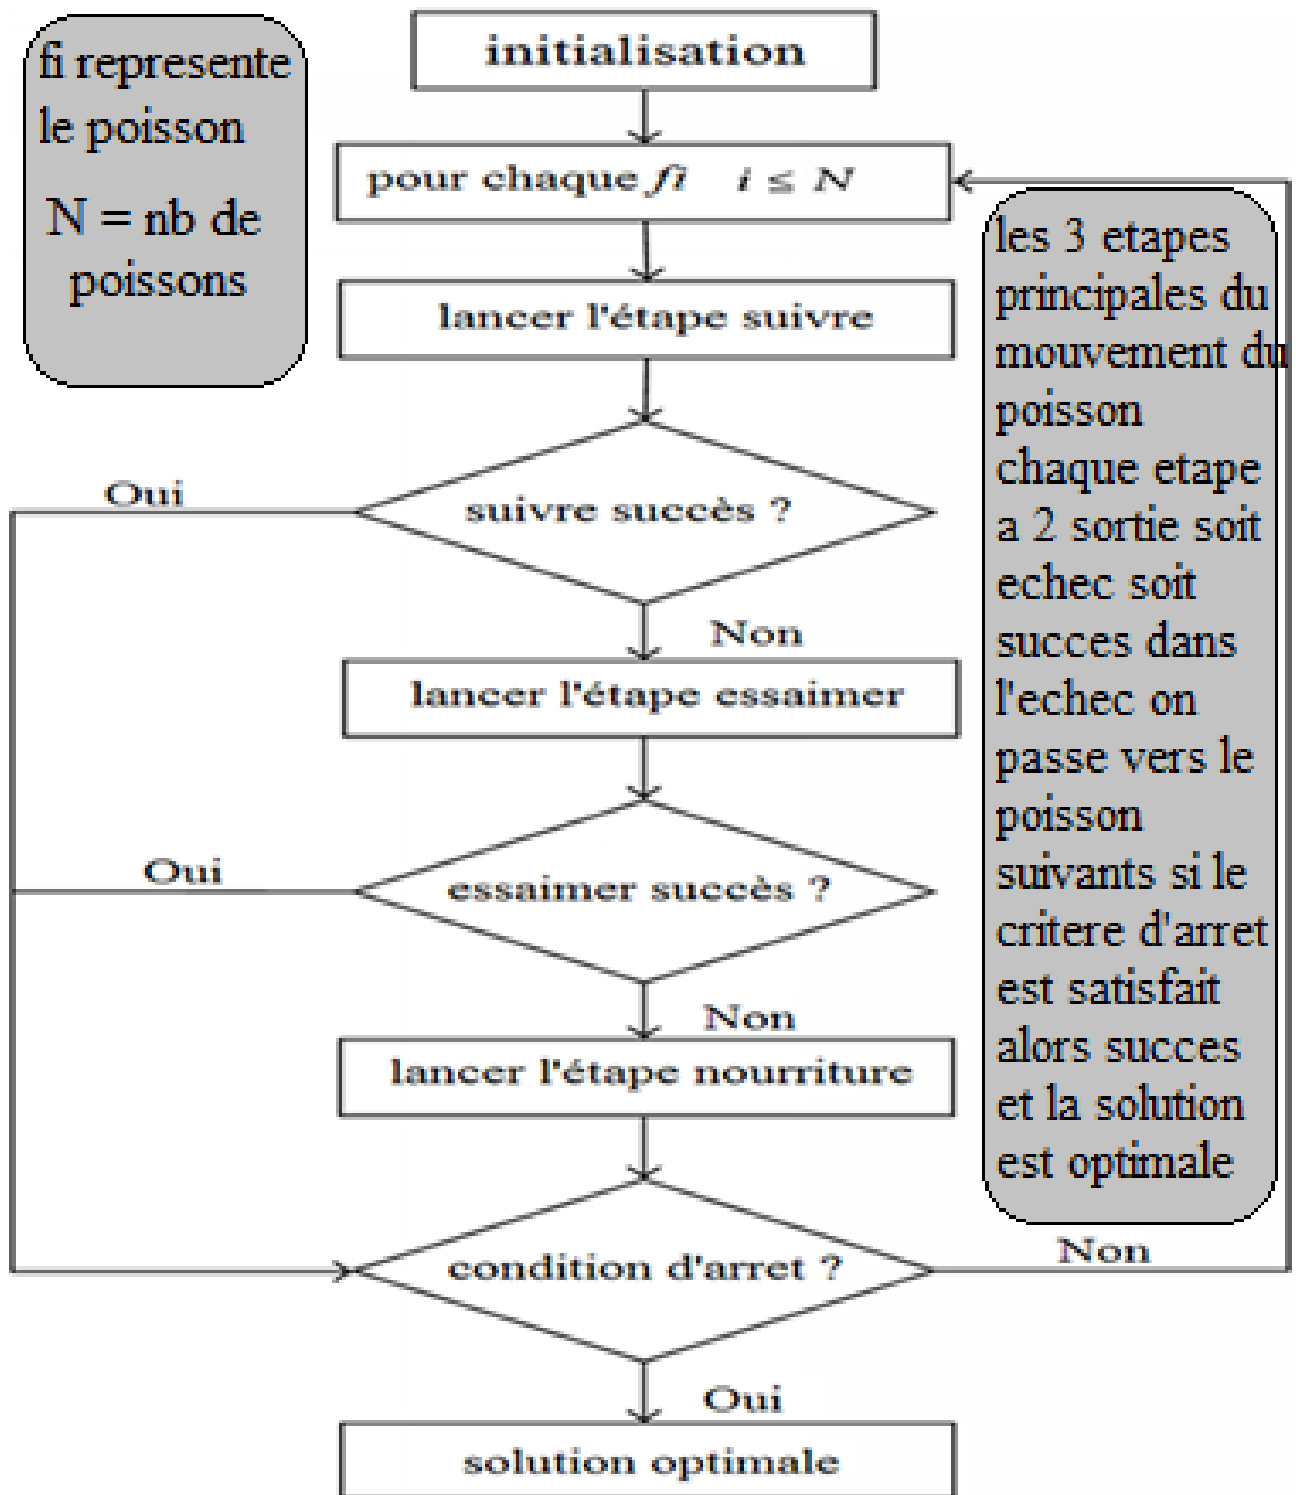 fi represente
le poisson
N = nb de
poissons
initialisation
pour chaque fi i ≤ N
lancer l'étape suivre
suivre succès ?
Oui
Non
lancer l'étape essaimer
essaimer succès ?
Oui
Non
lancer l'étape nourriture
condition d'arret ?
Non
Oui
solution optimale
les 3 etapes
principales du
mouvement du
poisson
chaque etape
a 2 sortie soit
echec soit
succes dans
l'echec on
passe vers le
poisson
suivants si le
critere d'arret
est satisfait
alors succes
et la solution
est optimale